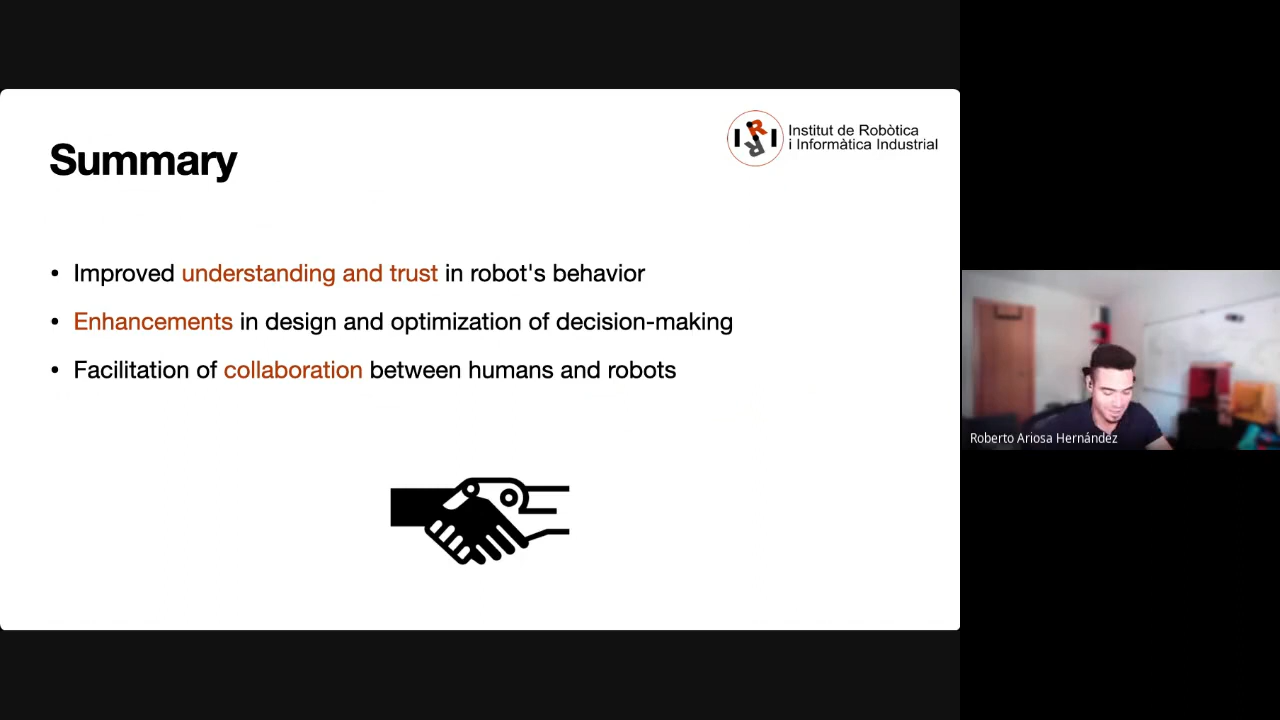 Summary
IRI
Institut de Robòtica
i Informàtica Industrial
• Improved understanding and trust in robot's behavior
• Enhancements in design and optimization of decision-making
• Facilitation of collaboration between humans and robots
Roberto Ariosa Hernández